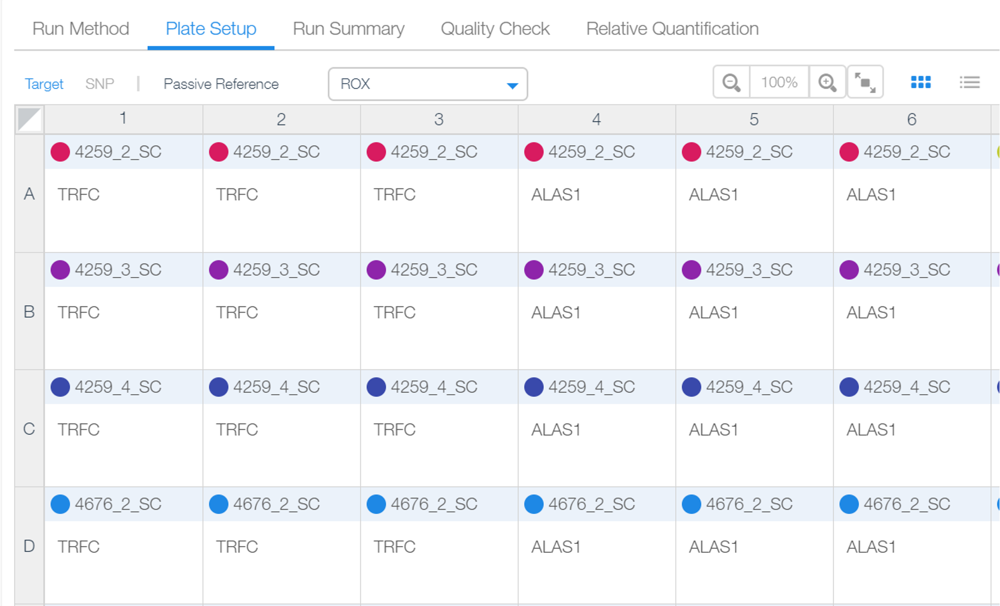 Run Method Plate Setup Run Summary Quality Check Relative Quantification
Target SNP Passive Reference ROX 100%
1 2 3 4 5 6
4259_2_SC 4259_2_SC 4259_2_SC 4259_2_SC 4259_2_SC 4259_2_SC
A TRFC TRFC TRFC ALAS1 ALAS1 ALAS1
4259_3_SC 4259_3_SC 4259_3_SC 4259_3_SC 4259_3_SC 4259_3_SC
B TRFC TRFC TRFC ALAS1 ALAS1 ALAS1
4259_4_SC 4259_4_SC 4259_4_SC 4259_4_SC 4259_4_SC 4259_4_SC
C TRFC TRFC TRFC ALAS1 ALAS1 ALAS1
4676_2_SC 4676_2_SC 4676_2_SC 4676_2_SC 4676_2_SC 4676_2_SC
D TRFC TRFC TRFC ALAS1 ALAS1 ALAS1